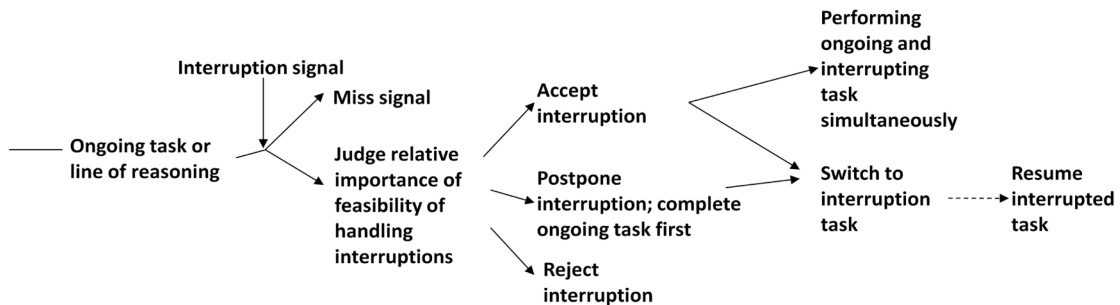 Interruption signal
Miss signal
Ongoing task or
line of reasoning
Judge relative
importance of
feasibility of
handling
interruptions
Accept
interruption
Postpone
interruption; complete
ongoing task first
Reject
interruption
Performing
ongoing and
interrupting
task
simultaneously
Switch to
interruption
task
Resume
interrupted
task